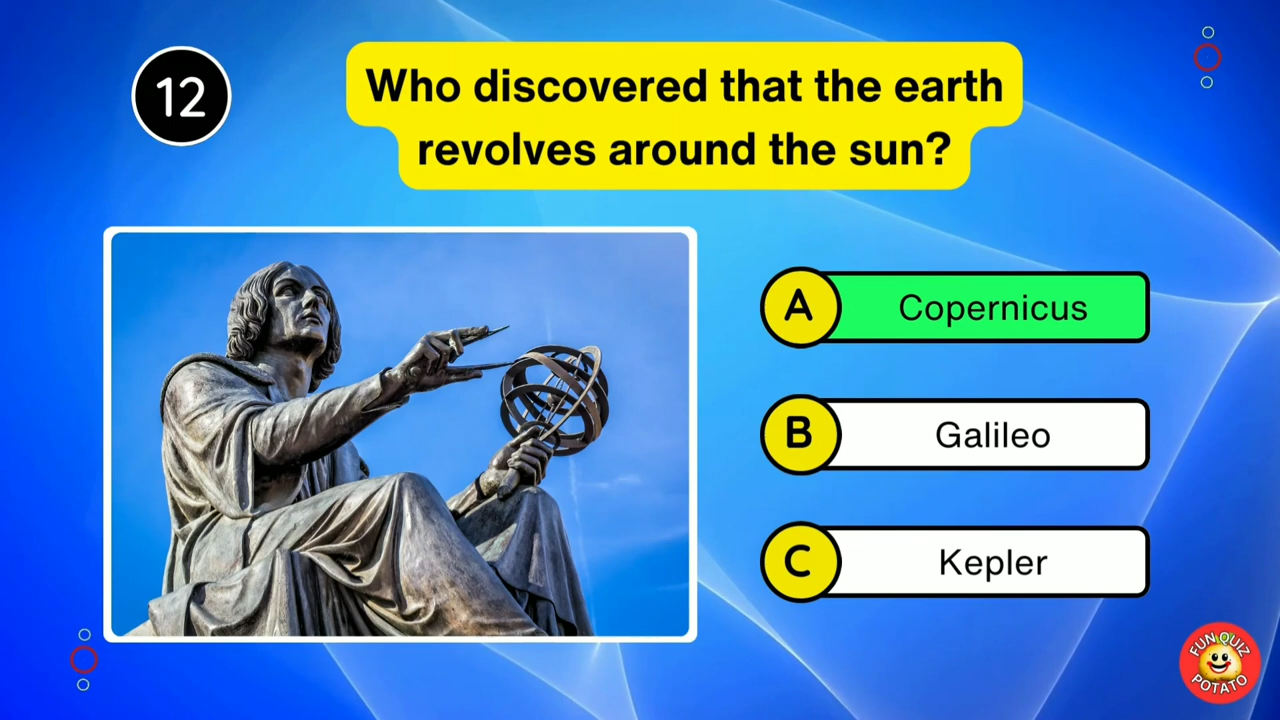 12
Who discovered that the earth
revolves around the sun?
A
Copernicus
B
Galileo
C
Kepler
FUN QUIZ
POTATO